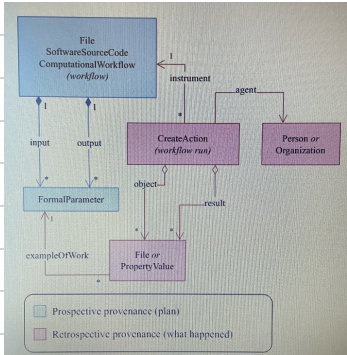 File
SoftwareSourceCode
ComputationalWorkflow
(workflow)
1
instrument
1
1
*
agent
input
output
CreateAction
(workflow run)
Person or
Organization
object
*
*
result
FormalParameter
1
*
*
exampleOfWork
File or
PropertyValue
*
Prospective provenance (plan)
Retrospective provenance (what happened)